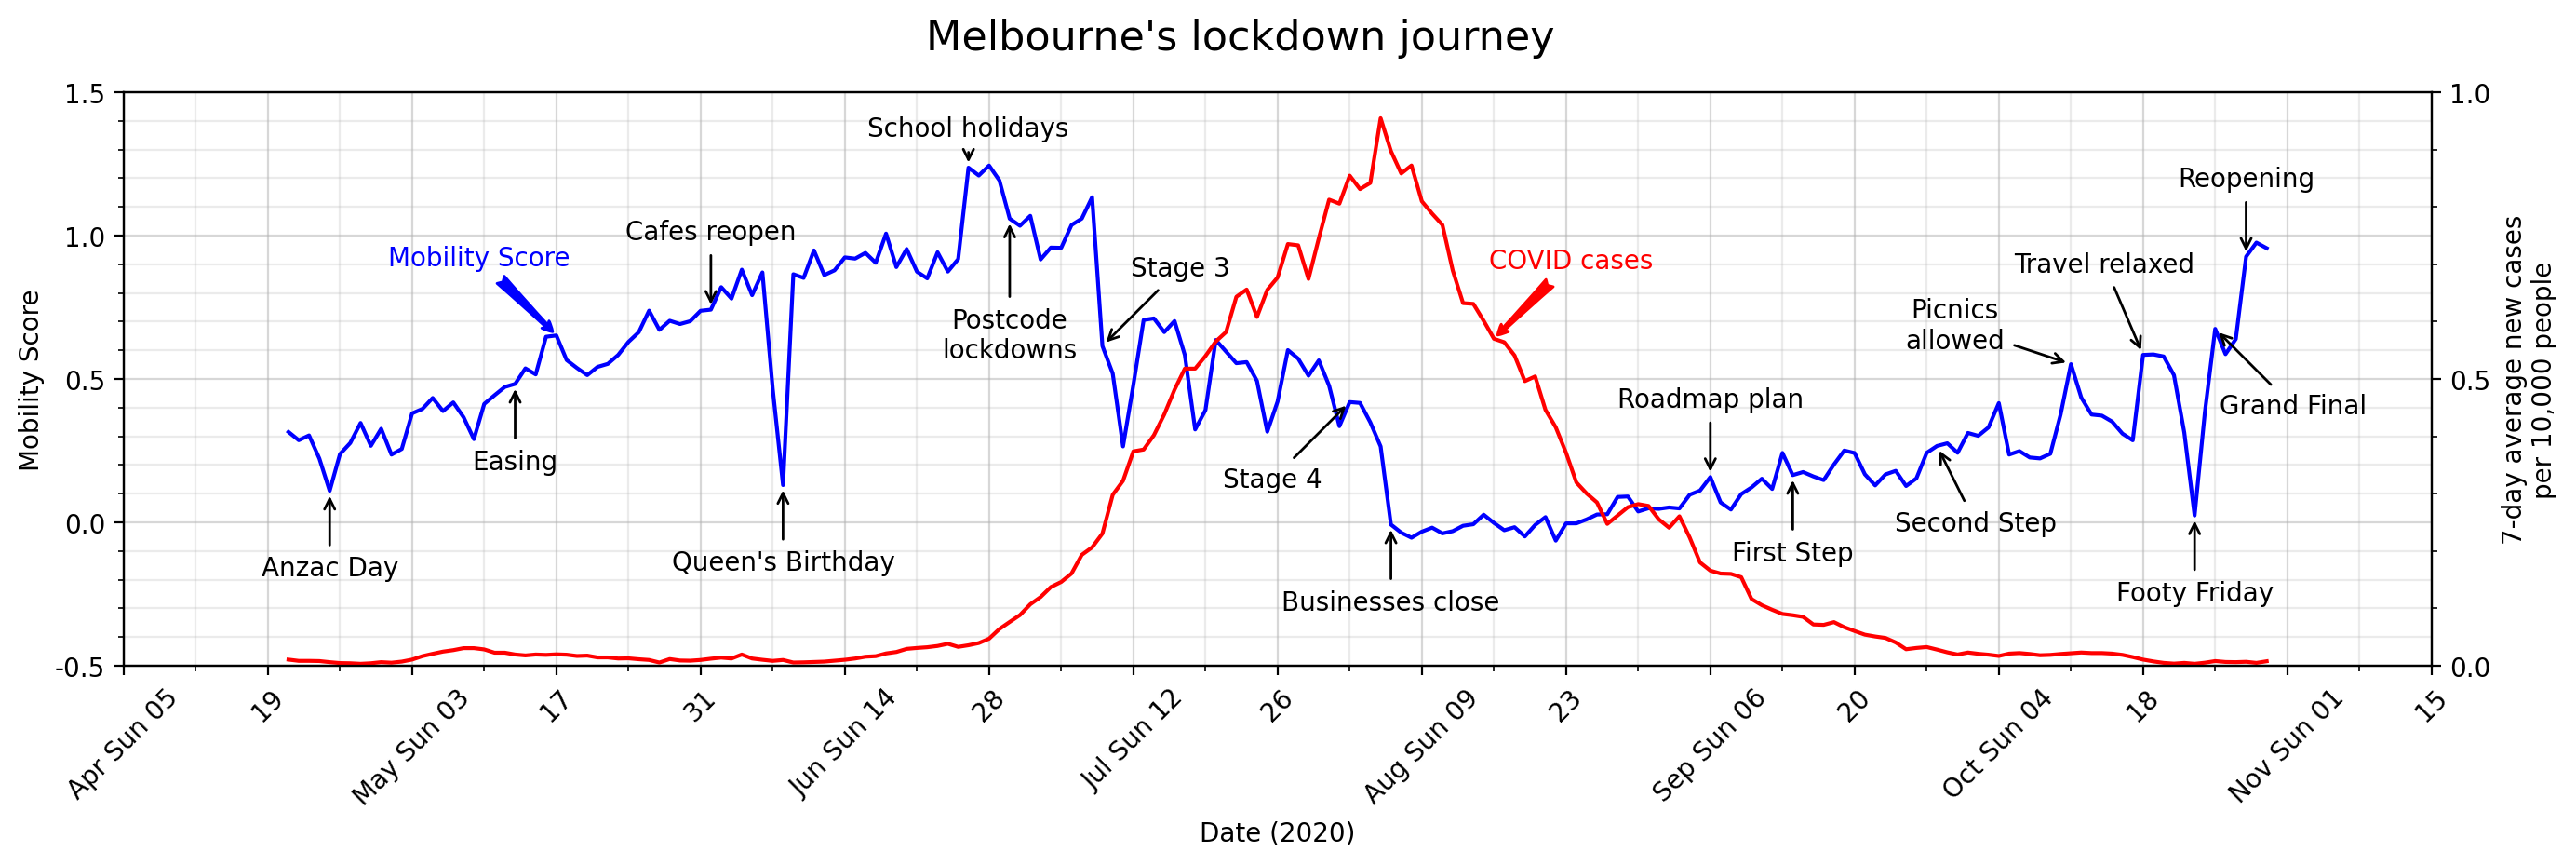 Melbourne's lockdown journey
1.5
1.0
0.5
0.0
-0.5
Mobility Score
1.0
0.5
0.0
7-day average new cases
per 10,000 people
School holidays
Reopening
Cafes reopen
Mobility Score
Stage 3
COVID cases
Travel relaxed
Picnics
allowed
Postcode
lockdowns
Roadmap plan
Grand Final
Easing
Stage 4
Second Step
First Step
Anzac Day
Queen's Birthday
Businesses close
Footy Friday
Apr Sun 05
19
May Sun 03
17
31
Jun Sun 14
28
Jul Sun 12
26
Aug Sun 09
23
Sep Sun 06
20
Oct Sun 04
18
Nov Sun 01
15
Date (2020)